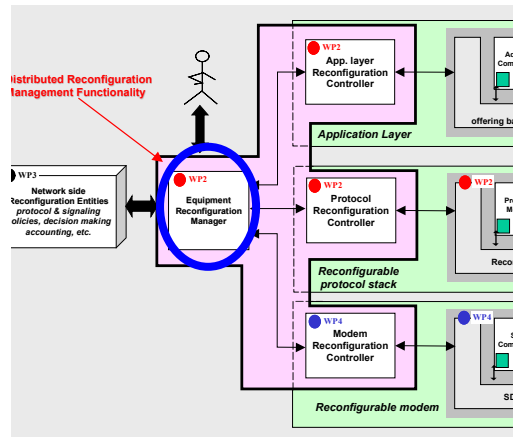 WP2
App. layer
Reconfiguration
Controller
Distributed Reconfiguration
Management Functionality
offering
Application Layer
WP3
Network side
Reconfiguration Entities
protocol & signaling
policies, decision making
accounting, etc.
WP2
Equipment
Reconfiguration
Manager
WP2
Protocol
Reconfiguration
Controller
WP2
Reconfigurable
protocol stack
WP4
Modem
Reconfiguration
Controller
WP4
Reconfigurable modem